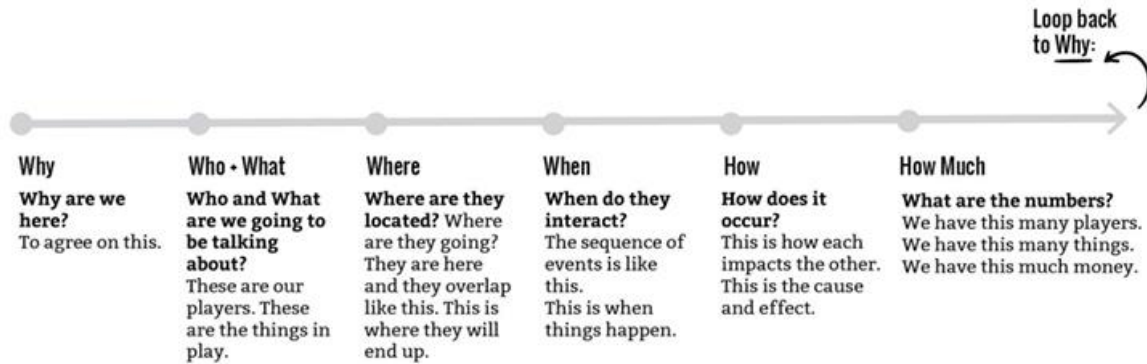 Loop back
to Why:
Why
Why are we
here?
To agree on this.
Who + What
Who and What
are we going to
be talking
about?
These are our
players. These
are the things in
play.
Where
Where are they
located? Where
are they going?
They are here
and they overlap
like this. This is
where they will
end up.
When
When do they
interact?
The sequence of
events is like
this.
This is when
things happen.
How
How does it
occur?
This is how each
impacts the other.
This is the cause
and effect.
How Much
What are the numbers?
We have this many players.
We have this many things.
We have this much money.